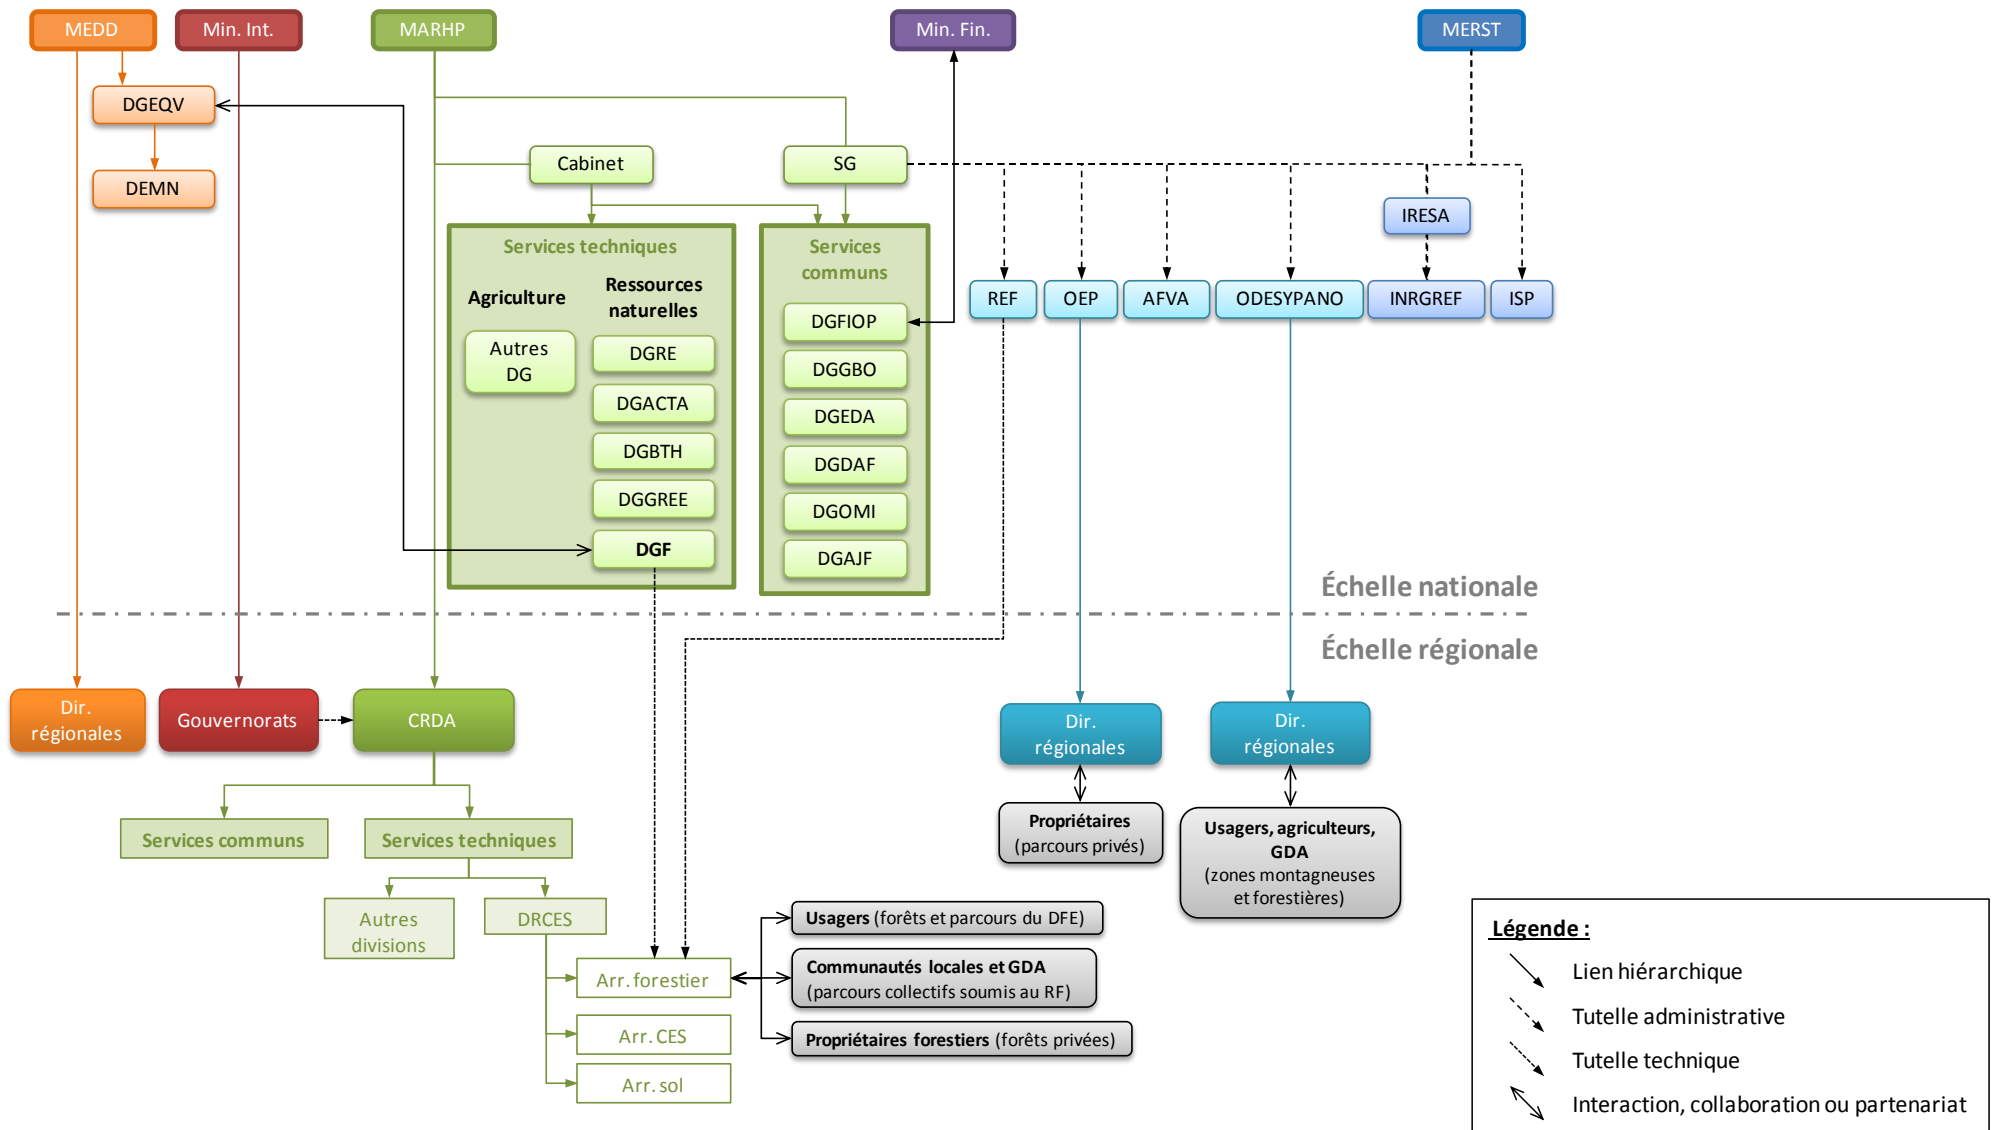 MEDD
Min. Int.
MARHP
Min. Fin.
MERST
DGEQV
DEMN
Cabinet
SG
IRESA
Services techniques
Agriculture
Autres
DG
Ressources
naturelles
DGRE
DGACTA
DGBTH
DGGREE
DGF
Services
communs
DGFIOP
DGGBO
DGEDA
DGDAF
DGOMI
DGAJF
REF
OEP
AFVA
ODESYPANO
INRGREF
ISP
Échelle nationale
Échelle régionale
Dir.
régionales
Gouvernorats
CRDA
Dir.
régionales
Dir.
régionales
Services communs
Services techniques
Propriétaires
(parcours privés)
Usagers, agriculteurs,
GDA
(zones montagneuses
et forestières)
Autres
divisions
DRCES
Arr. forestier
Arr. CES
Arr. sol
Usagers (forêts et parcours du DFE)
Communautés locales et GDA
(parcours collectifs soumis au RF)
Propriétaires forestiers (forêts privées)
Légende :
Lien hiérarchique
Tutelle administrative
Tutelle technique
Interaction, collaboration ou partenariat